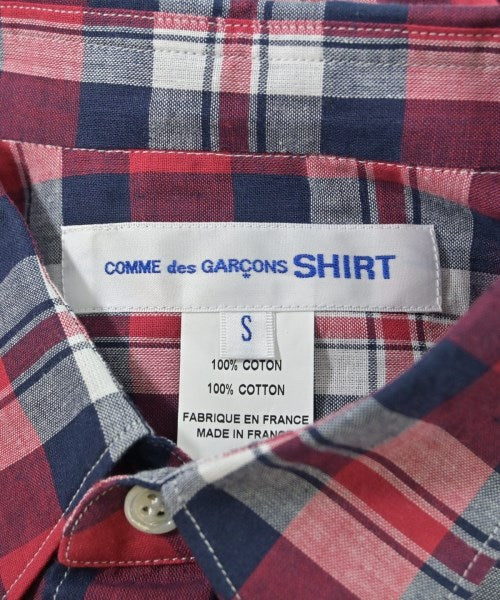 COMME des GARÇONS SHIRT
*
S
100% COTON
100% COTTON
FABRIQUE EN FRANCE
MADE IN FRANCE